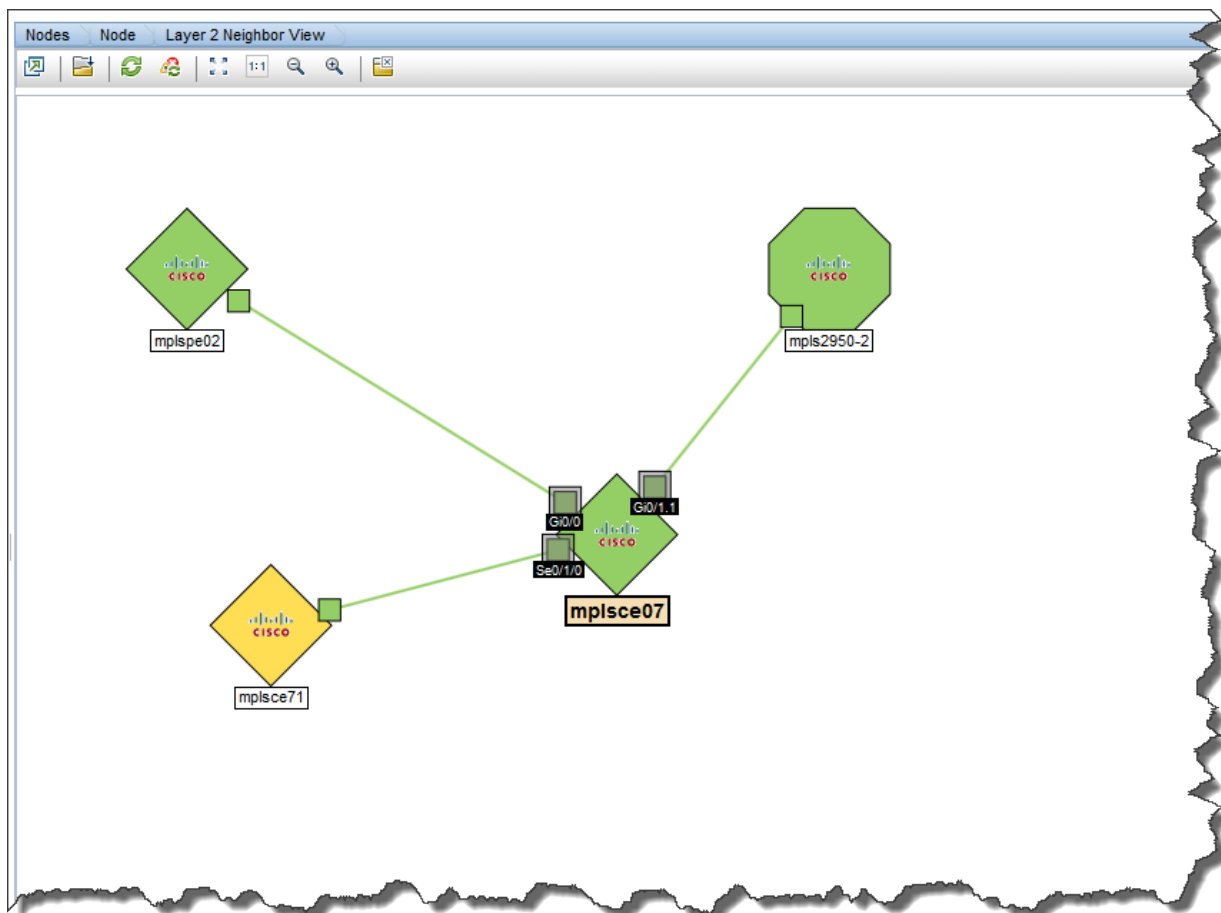 Nodes Node Layer 2 Neighbor View
1:1
CISCO
mplspe02
CISCO
mpls2950-2
Gi0/0
Gi0/1.1
CISCO
Se0/1/0
mplsce07
CISCO
mplsce71